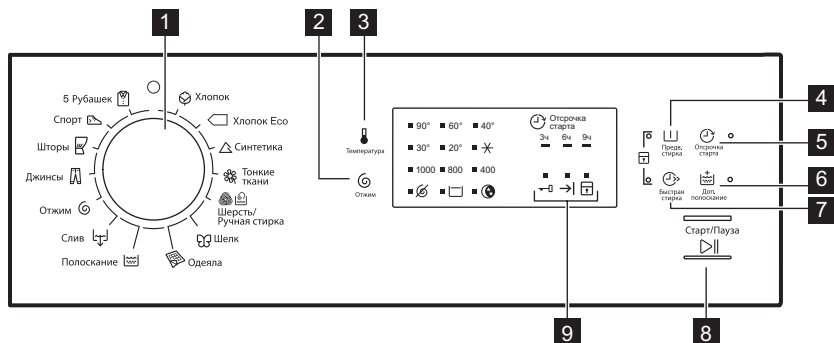 1
2
3
4
5
6
7
8
9
5 Рубашек
Спорт
Шторы
Джинсы
Отжим
Слив
Полоскание
Хлопок
Хлопок Eco
Синтетика
Тонкие
ткани
Шерсть/
Ручная стирка
Шелк
Одеяла
Температура
Отжим
90° 60° 40°
30° 20°
1000 800 400
Отсрочка
старта
3ч 6ч 9ч
Предв.
стирка
Отсрочка
старта
Быстрая
стирка
Доп.
полоскание
Старт/Пауза